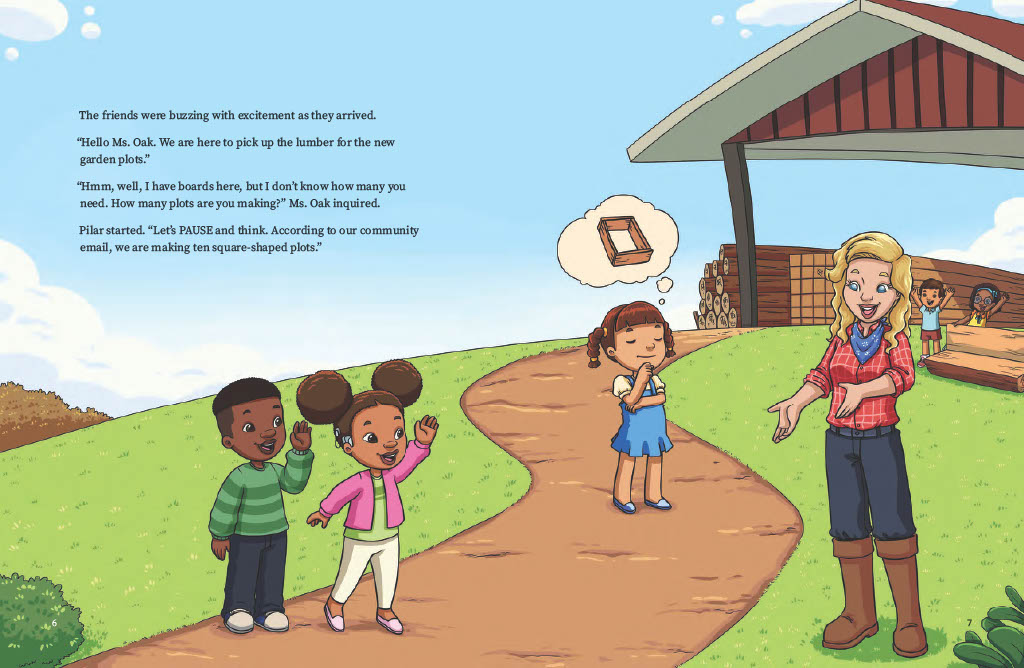 The friends were buzzing with excitement as they arrived.
“Hello Ms. Oak. We are here to pick up the lumber for the new
garden plots.”
“Hmm, well, I have boards here, but I don’t know how many you
need. How many plots are you making?” Ms. Oak inquired.
Pilar started. “Let’s PAUSE and think. According to our community
email, we are making ten square-shaped plots.”
6
7